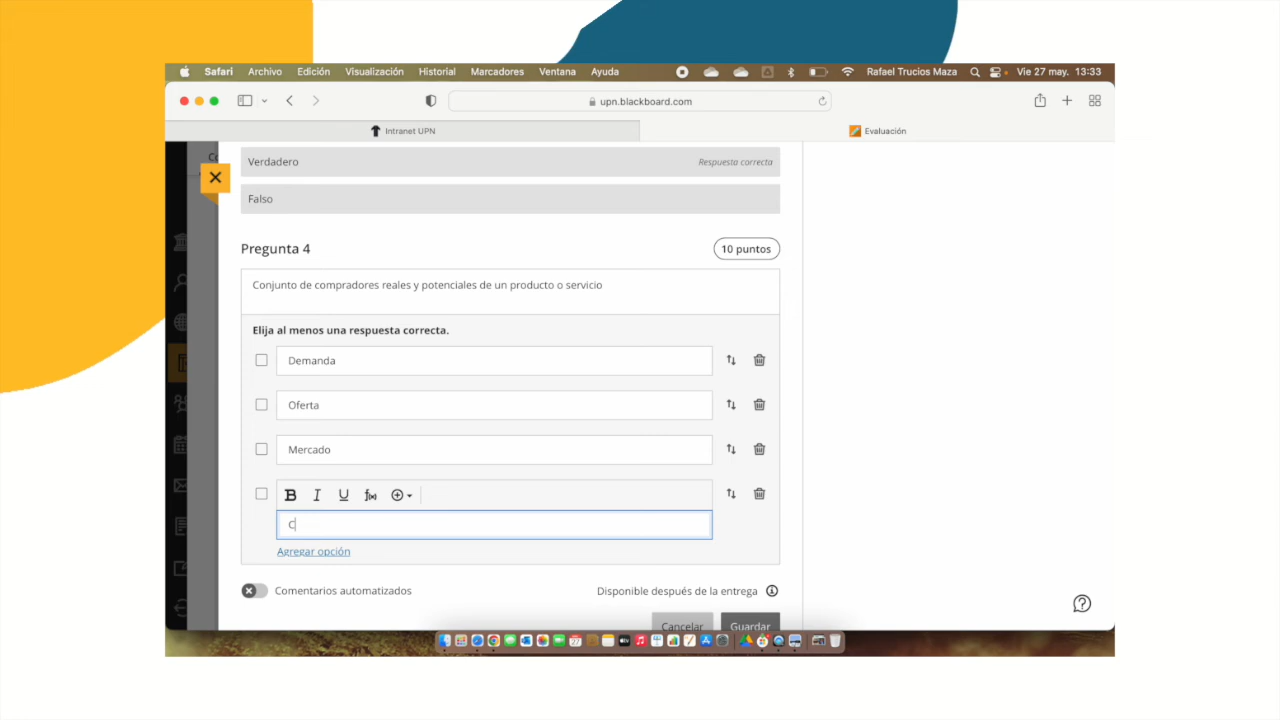 Safari Archivo Edición Visualización Historial Marcadores Ventana Ayuda Rafael Trucios Maza Vie 27 may. 13:33
upn.blackboard.com
Intranet UPN Evaluación
Verdadero Respuesta correcta
Falso
Pregunta 4 10 puntos
Conjunto de compradores reales y potenciales de un producto o servicio
Elija al menos una respuesta correcta.
Demanda
Oferta
Mercado
B I U f(x)
C
Agregar opción
Comentarios automatizados Disponible después de la entrega
Cancelar Guardar